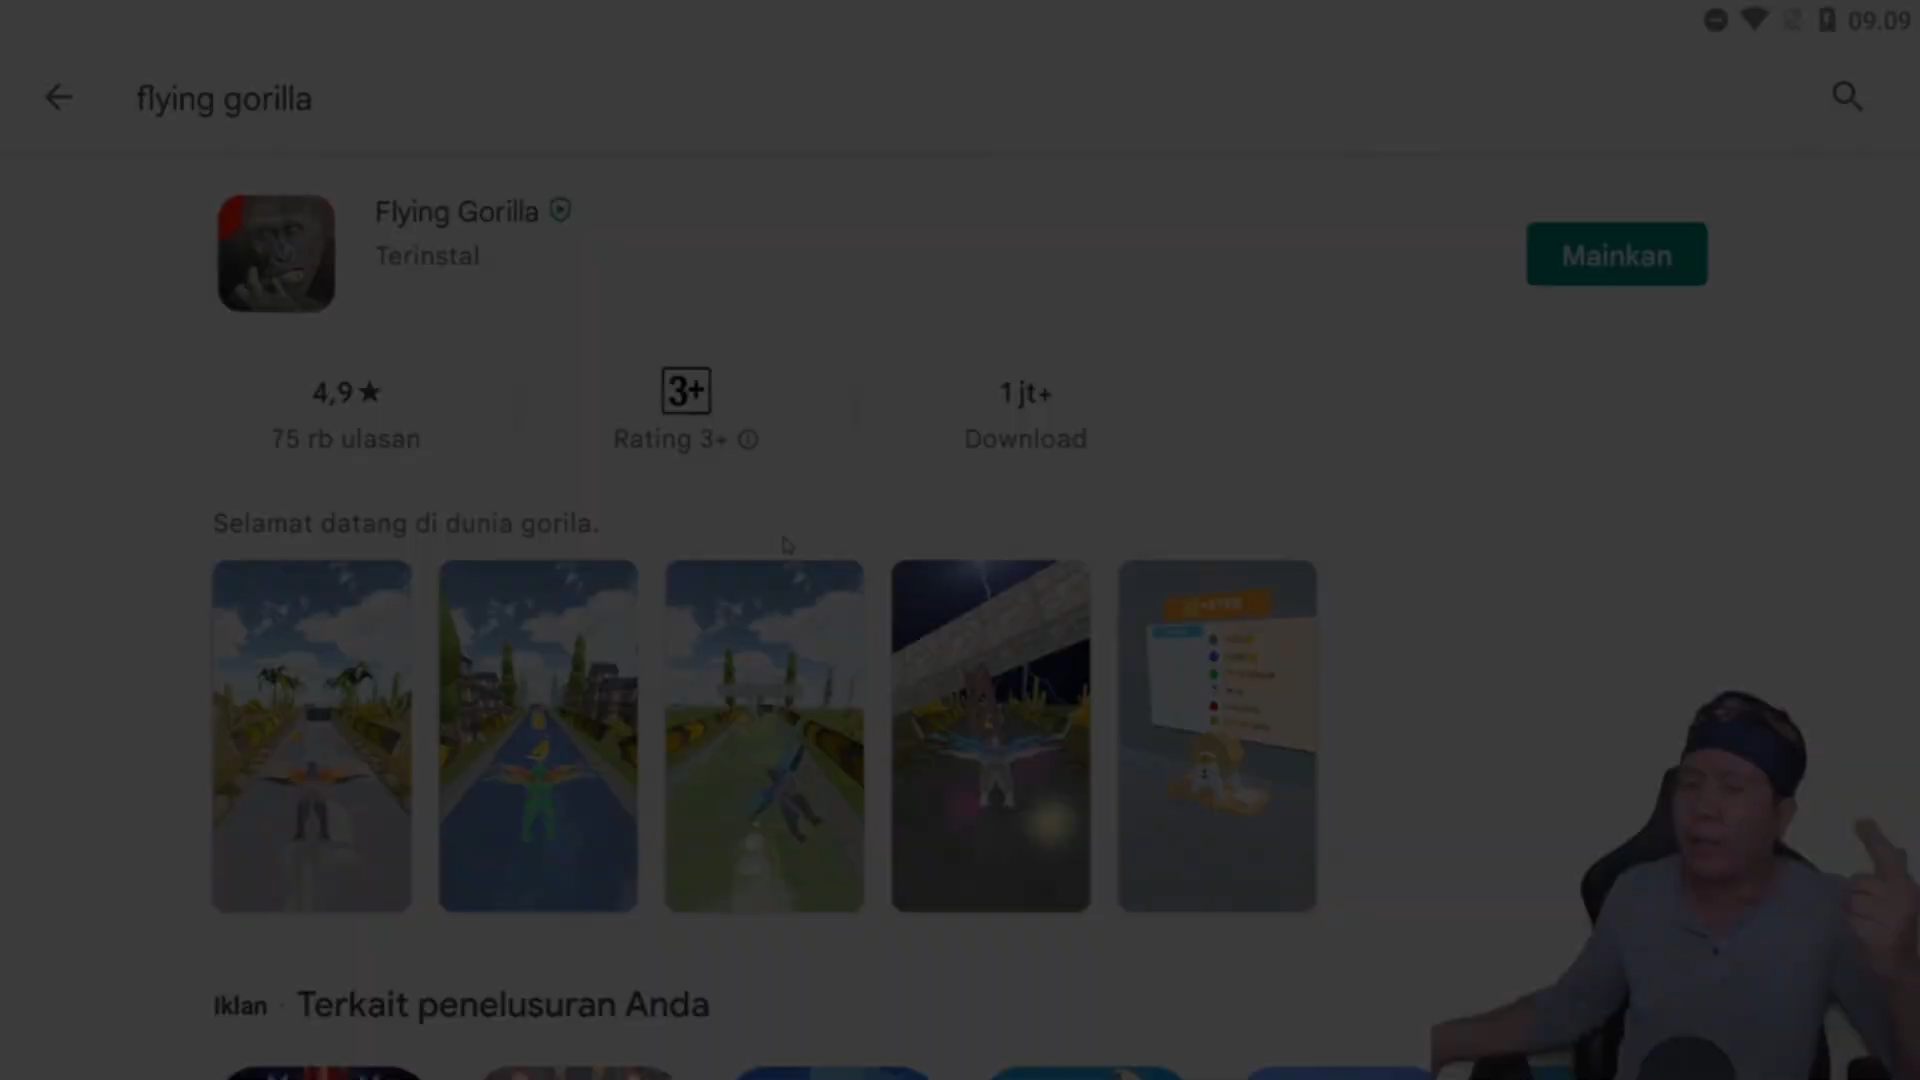 09.09
flying gorilla
Flying Gorilla
Terinstal
Mainkan
4,9★
75 rb ulasan
3+
Rating 3+
1 jt+
Download
Selamat datang di dunia gorila.
Iklan · Terkait penelusuran Anda